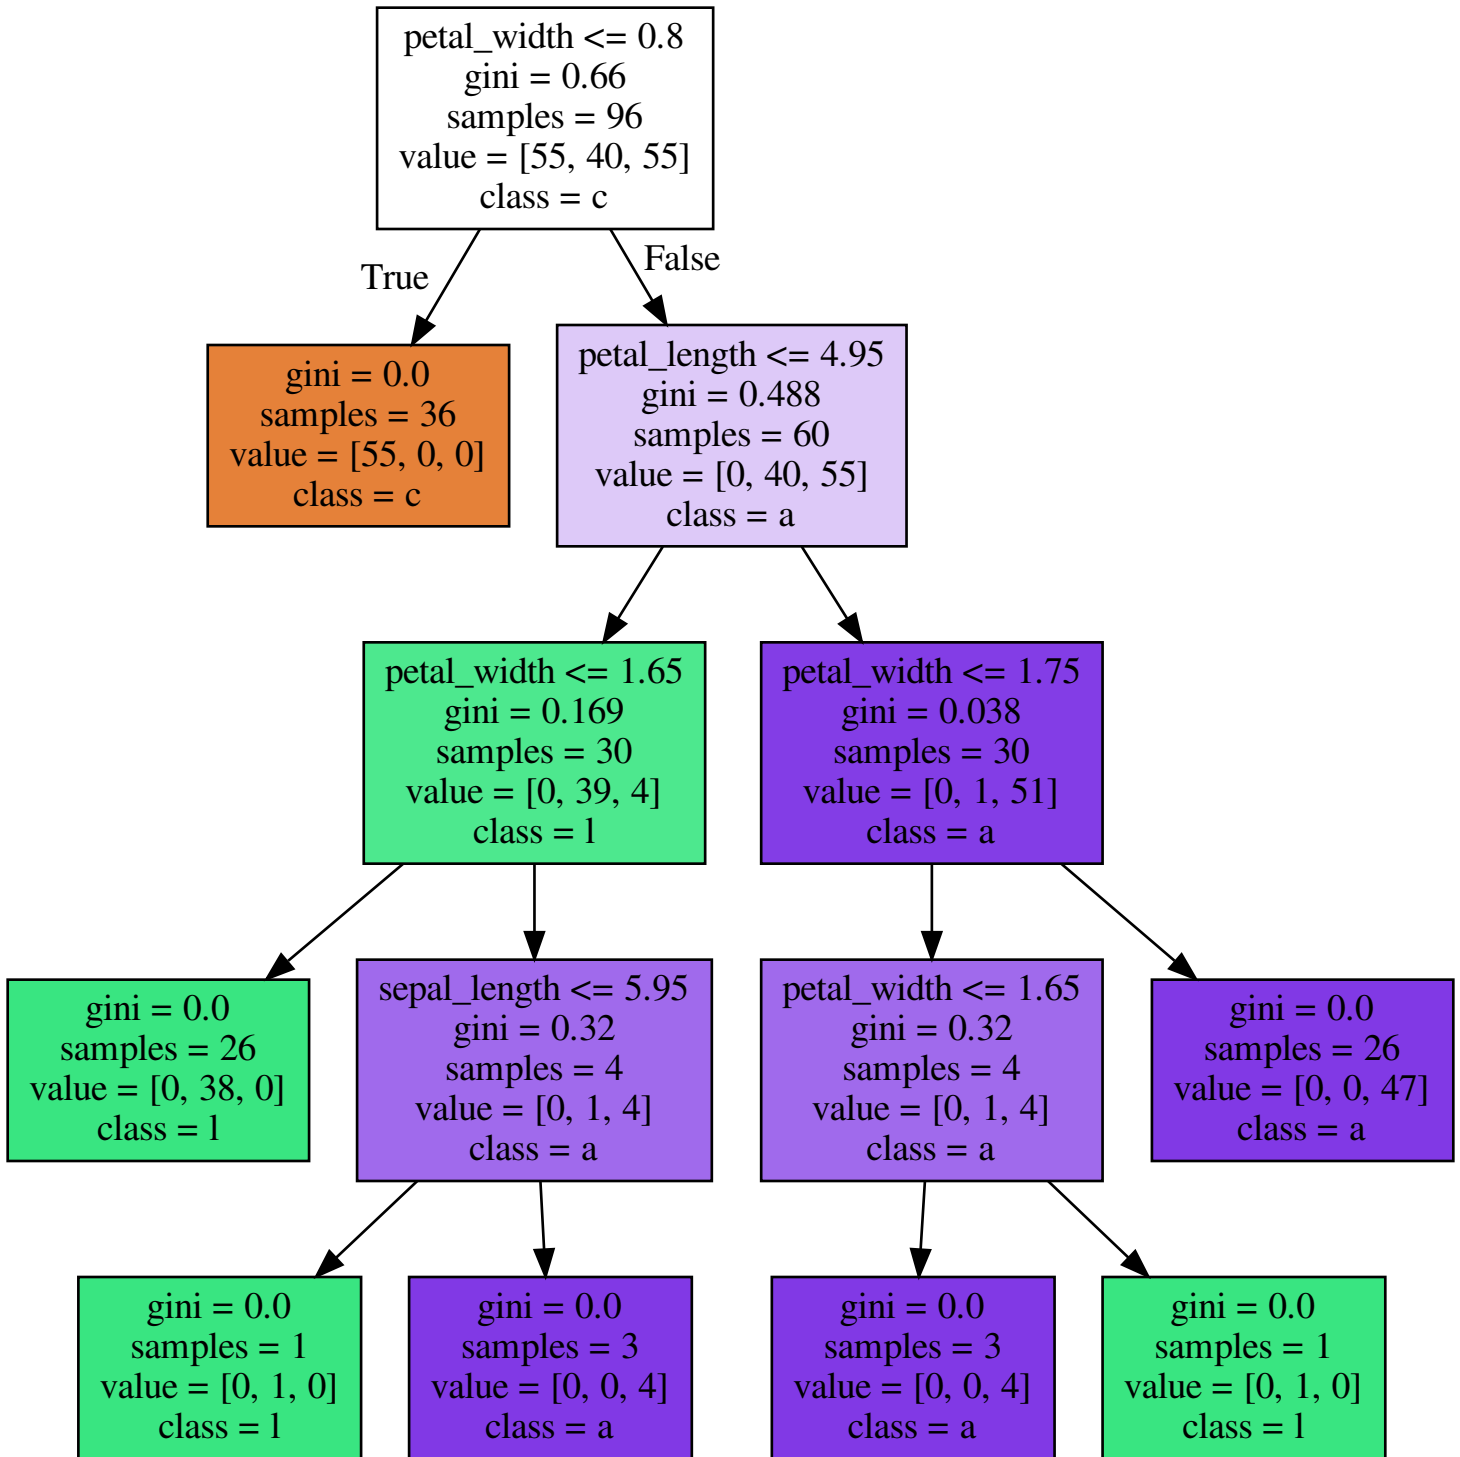 petal_width <= 0.8
gini = 0.66
samples = 96
value = [55, 40, 55]
class = c
True
False
gini = 0.0
samples = 36
value = [55, 0, 0]
class = c
petal_length <= 4.95
gini = 0.488
samples = 60
value = [0, 40, 55]
class = a
petal_width <= 1.65
gini = 0.169
samples = 30
value = [0, 39, 4]
class = l
petal_width <= 1.75
gini = 0.038
samples = 30
value = [0, 1, 51]
class = a
gini = 0.0
samples = 26
value = [0, 38, 0]
class = l
sepal_length <= 5.95
gini = 0.32
samples = 4
value = [0, 1, 4]
class = a
petal_width <= 1.65
gini = 0.32
samples = 4
value = [0, 1, 4]
class = a
gini = 0.0
samples = 26
value = [0, 0, 47]
class = a
gini = 0.0
samples = 1
value = [0, 1, 0]
class = l
gini = 0.0
samples = 3
value = [0, 0, 4]
class = a
gini = 0.0
samples = 3
value = [0, 0, 4]
class = a
gini = 0.0
samples = 1
value = [0, 1, 0]
class = l